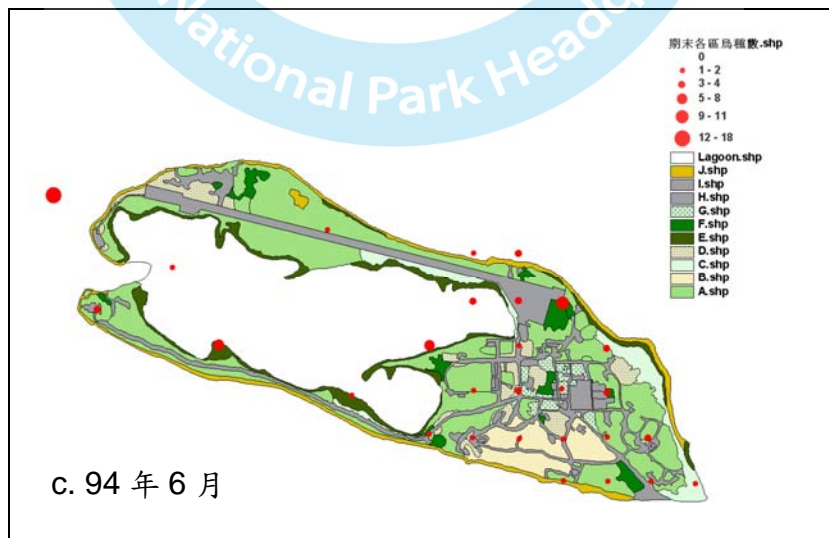 National Park Headqu
期末各區鳥種數.shp
0
1 - 2
3 - 4
5 - 8
9 - 11
12 - 18
Lagoon.shp
J.shp
I.shp
H.shp
G.shp
F.shp
E.shp
D.shp
C.shp
B.shp
A.shp
c. 94 年 6 月